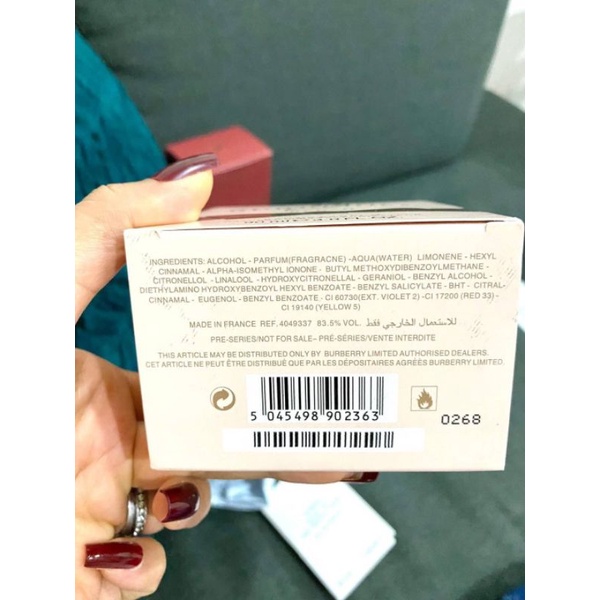 INGREDIENTS: ALCOHOL - PARFUM(FRAGRACNE) -AQUA(WATER) LIMONENE - HEXYL
CINNAMAL - ALPHA-ISOMETHYL IONONE - BUTYL METHOXYDIBENZOYLMETHANE -
CITRONELLOL - LINALOOL - HYDROXYCITRONELLAL - GERANIOL - BENZYL ALCOHOL -
DIETHYLAMINO HYDROXYBENZOYL HEXYL BENZOATE - BENZYL SALICYLATE - BHT - CITRAL-
CINNAMAL - EUGENOL - BENZYL BENZOATE - CI 60730(EXT. VIOLET 2) -CI 17200 (RED 33) -
CI 19140 (YELLOW 5)
MADE IN FRANCE REF. 4049337 83.5% VOL. للاستعمال الخارجي فقط
PRE-SERIES/NOT FOR SALE– PRÉ-SÉRIES/VENTE INTERDITE
THIS ARTICLE MAY BE DISTRIBUTED ONLY BY BURBERRY LIMITED AUTHORISED DEALERS.
CET ARTICLE NE PEUT ÊTRE DISTRIBUÉ QUE PAR LES DÉPOSITAIRES AGRÉÉS BURBERRY LIMITED.
5 045498 902363
0268